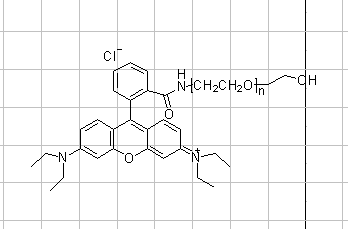 Cl⁻
H
N[CH₂CH₂O]n OH
O
N O N⁺